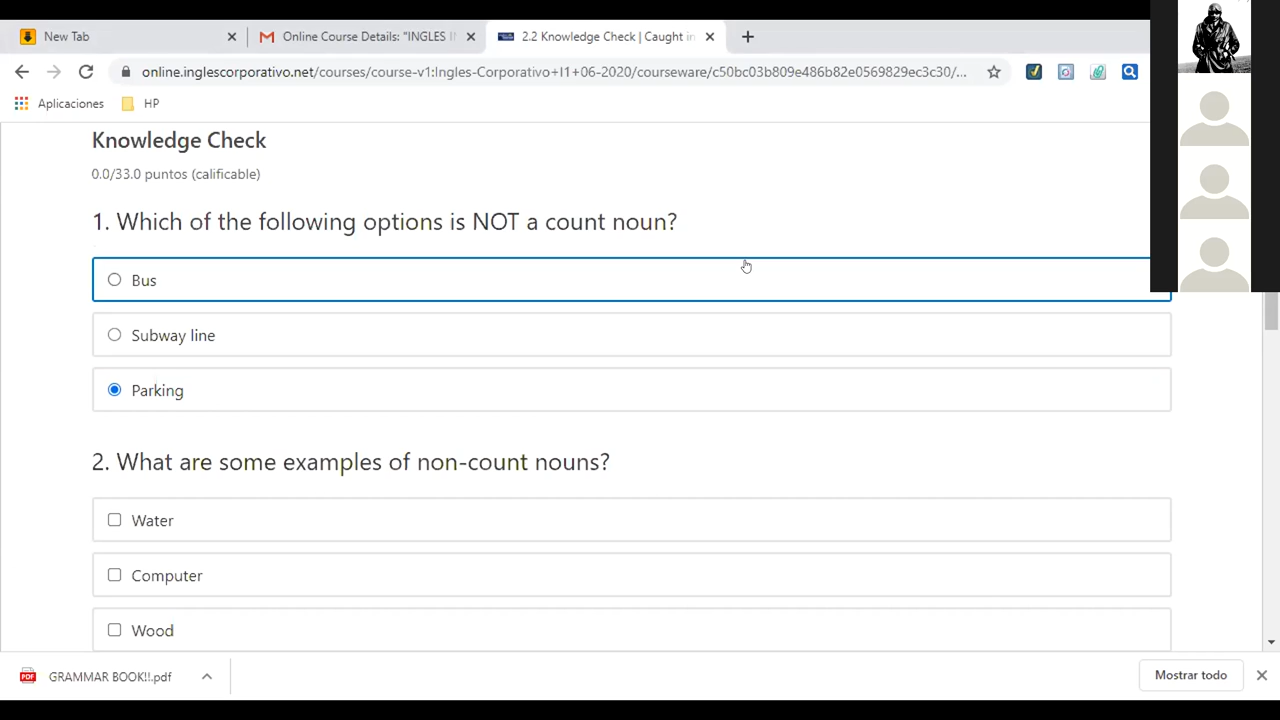 New Tab
Online Course Details: "INGLES I
2.2 Knowledge Check | Caught in
online.inglescorporativo.net/courses/course-v1:Ingles-Corporativo+I1+06-2020/courseware/c50bc03b809e486b82e0569829ec3c30/...
Aplicaciones
HP
Knowledge Check
0.0/33.0 puntos (calificable)
1. Which of the following options is NOT a count noun?
Bus
Subway line
Parking
2. What are some examples of non-count nouns?
Water
Computer
Wood
GRAMMAR BOOK!!.pdf
Mostrar todo